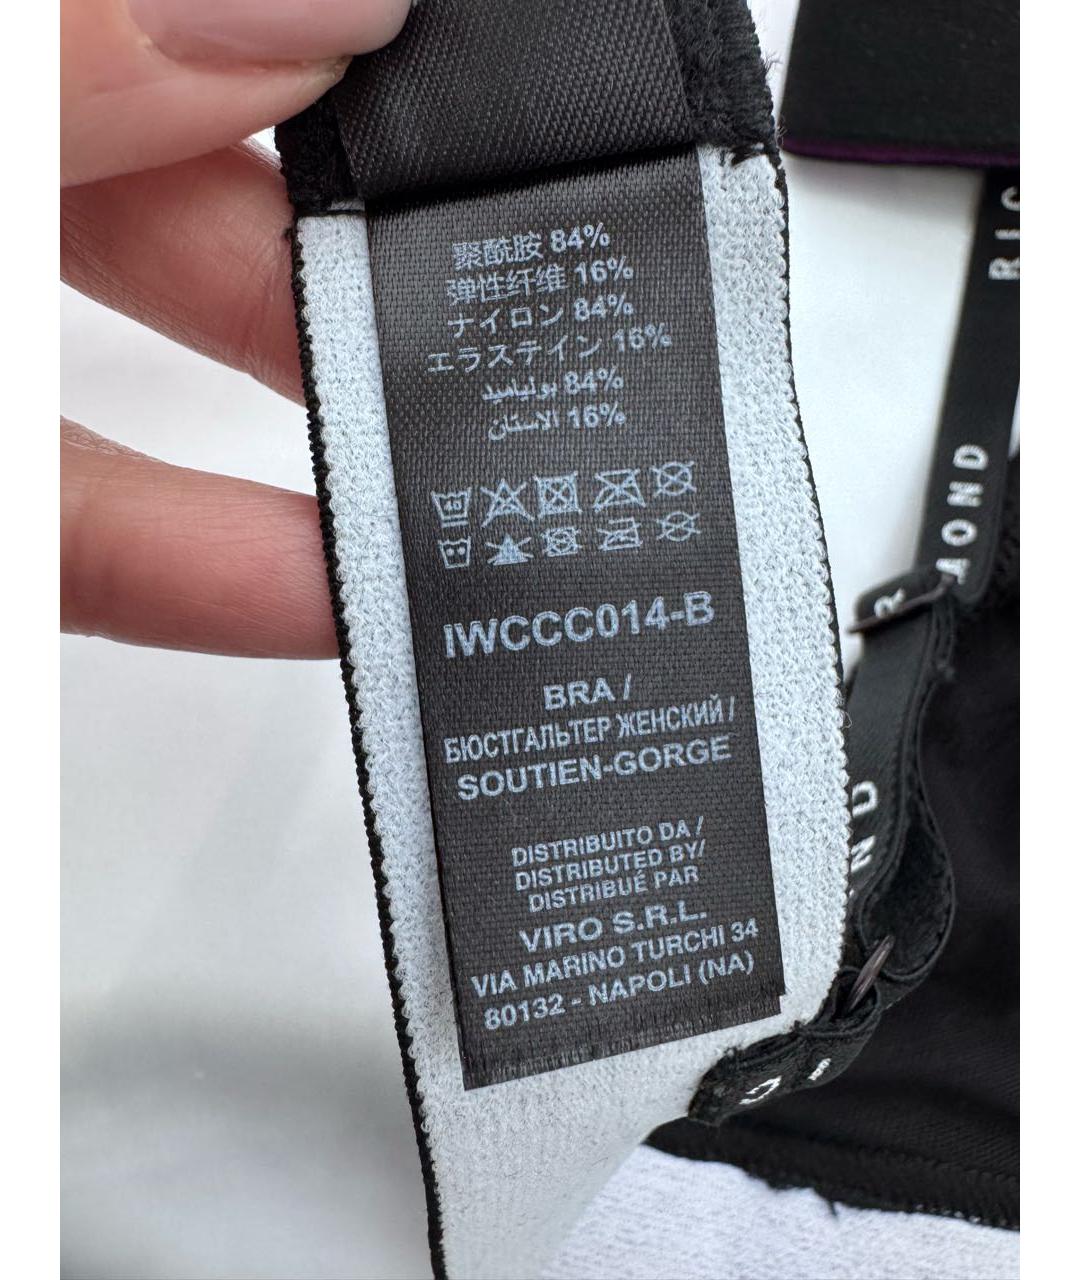 聚酰胺 84%
弹性纤维 16%
ナイロン 84%
エラステイン 16%
بولياميد 84%
الاستان 16%
IWCCC014-B
BRA /
БЮСТГАЛЬТЕР ЖЕНСКИЙ /
SOUTIEN-GORGE
DISTRIBUITO DA /
DISTRIBUTED BY/
DISTRIBUÉ PAR
VIRO S.R.L.
VIA MARINO TURCHI 34
80132 - NAPOLI (NA)